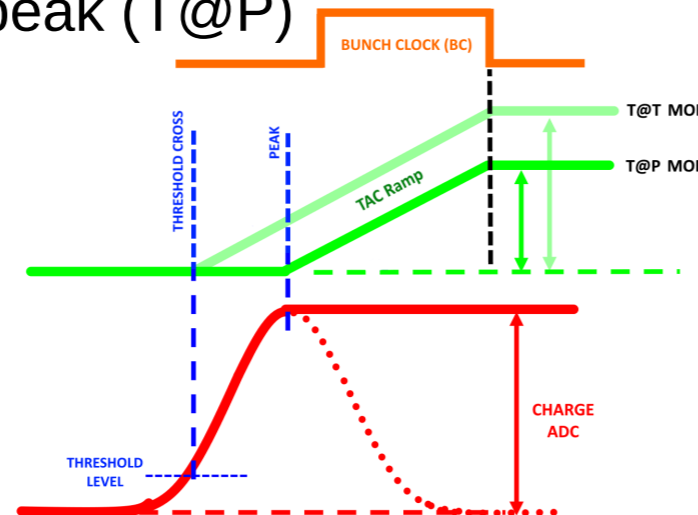 peak (T@P)
BUNCH CLOCK (BC)
THRESHOLD CROSS
PEAK
T@T
TAC Ramp
T@P
CHARGE
ADC
THRESHOLD
LEVEL